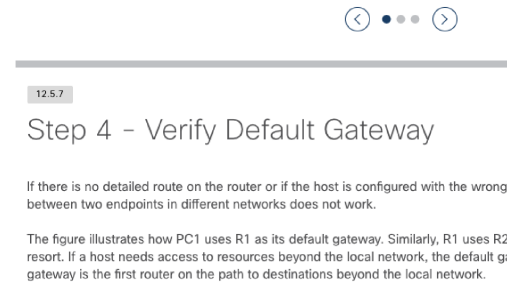 12.5.7
Step 4 - Verify Default Gateway
If there is no detailed route on the router or if the host is configured with the wrong
between two endpoints in different networks does not work.
The figure illustrates how PC1 uses R1 as its default gateway. Similarly, R1 uses R2
resort. If a host needs access to resources beyond the local network, the default ga
gateway is the first router on the path to destinations beyond the local network.